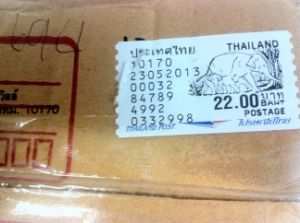 ประเทศไทย
10170
23052013
00032
84789
4992
0332998
THAILAND POST
THAILAND
22.00 บาท
BAHT
POSTAGE
ไปรษณีย์ไทย
10170